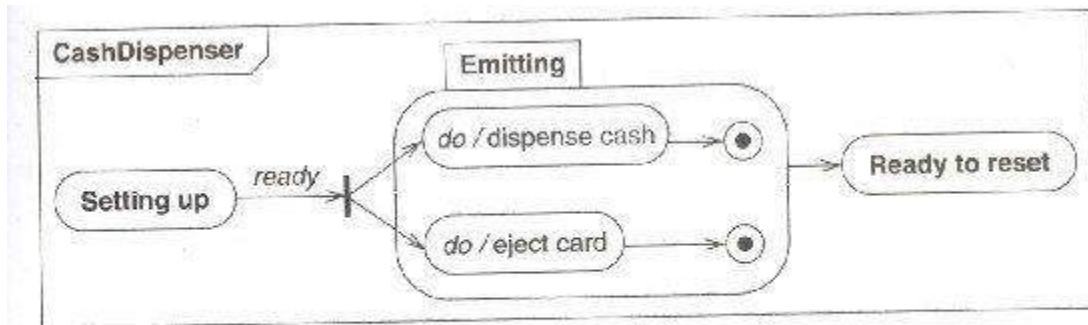 CashDispenser
Emitting
do / dispense cash
ready
Setting up
Ready to reset
do / eject card